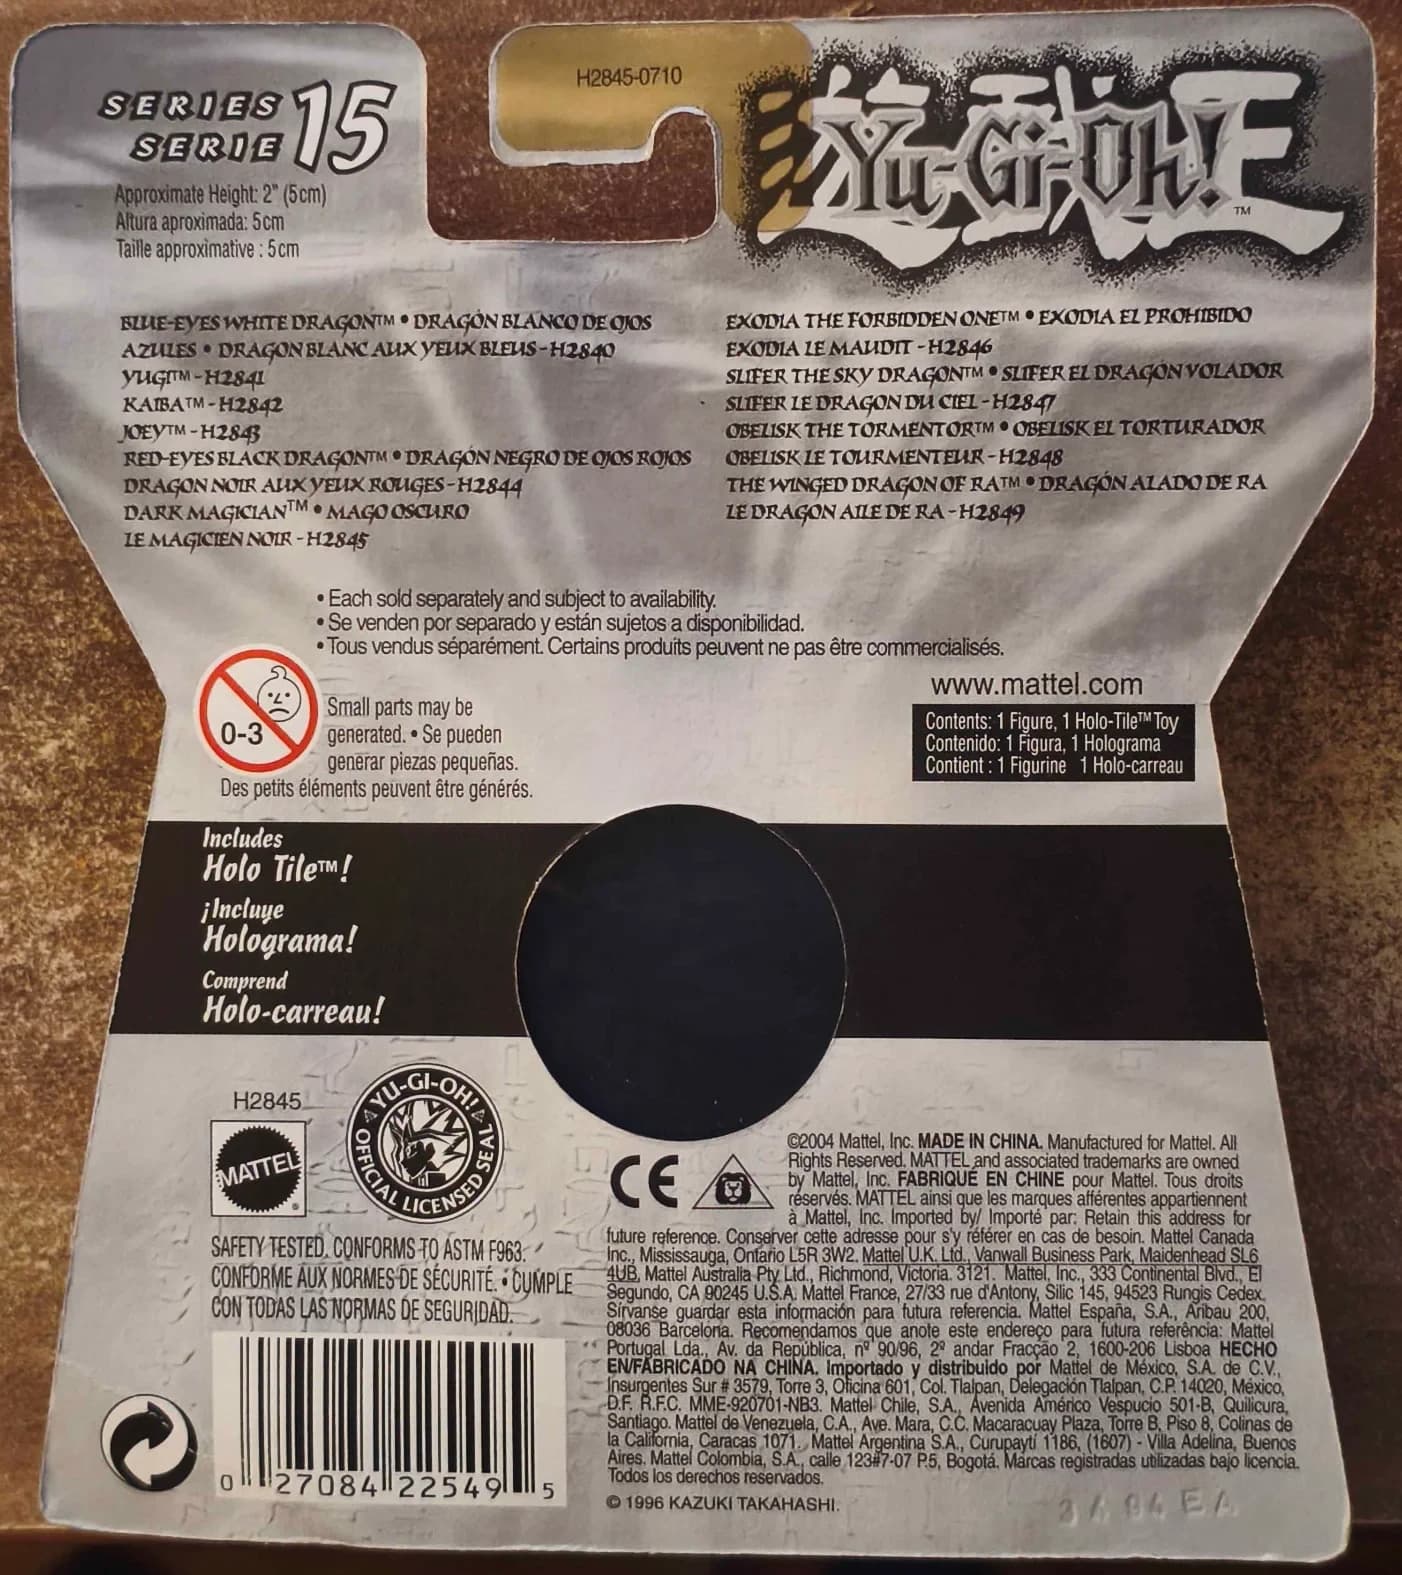 H2845-0710
SERIES
SERIE 15
Approximate Height: 2" (5cm)
Altura aproximada: 5cm
Taille approximative : 5cm
Yu-Gi-Oh!
TM
BLUE-EYES WHITE DRAGON™ • DRAGÓN BLANCO DE OJOS
AZULES • DRAGON BLANC AUX YEUX BLEUS - H2840
YUGI™ - H2841
KAIBA™ - H2842
JOEY™ - H2843
RED-EYES BLACK DRAGON™ • DRAGÓN NEGRO DE OJOS ROJOS
DRAGON NOIR AUX YEUX ROUGES - H2844
DARK MAGICIAN™ • MAGO OSCURO
LE MAGICIEN NOIR - H2845
EXODIA THE FORBIDDEN ONE™ • EXODIA EL PROHIBIDO
EXODIA LE MAUDIT - H2846
SLIFER THE SKY DRAGON™ • SLIFER EL DRAGÓN VOLADOR
SLIFER LE DRAGON DU CIEL - H2847
OBELISK THE TORMENTOR™ • OBELISK EL TORTURADOR
OBELISK LE TOURMENTEUR - H2848
THE WINGED DRAGON OF RA™ • DRAGÓN ALADO DE RA
LE DRAGON AILE DE RA - H2849
• Each sold separately and subject to availability.
• Se venden por separado y están sujetos a disponibilidad.
• Tous vendus séparément. Certains produits peuvent ne pas être commercialisés.
0-3
Small parts may be
generated. • Se pueden
generar piezas pequeñas.
Des petits éléments peuvent être générés.
www.mattel.com
Contents: 1 Figure, 1 Holo-Tile™ Toy
Contenido: 1 Figura, 1 Holograma
Contient : 1 Figurine 1 Holo-carreau
Includes
Holo Tile™!
¡Incluye
Holograma!
Comprend
Holo-carreau!
H2845
MATTEL
®
YU-GI-OH!
OFFICIAL LICENSED SEAL
SAFETY TESTED. CONFORMS TO ASTM F963.
CONFORME AUX NORMES DE SÉCURITÉ. • CUMPLE
CON TODAS LAS NORMAS DE SEGURIDAD.
0 27084 22549 5
CE
©2004 Mattel, Inc. MADE IN CHINA. Manufactured for Mattel. All
Rights Reserved. MATTEL and associated trademarks are owned
by Mattel, Inc. FABRIQUÉ EN CHINE pour Mattel. Tous droits
réservés. MATTEL ainsi que les marques afférentes appartiennent
à Mattel, Inc. Imported by/ Importé par: Retain this address for
future reference. Conserver cette adresse pour s'y référer en cas de besoin. Mattel Canada
Inc., Mississauga, Ontario L5R 3W2. Mattel U.K. Ltd., Vanwall Business Park, Maidenhead SL6
4UB. Mattel Australia Pty Ltd., Richmond, Victoria. 3121. Mattel, Inc., 333 Continental Blvd., El
Segundo, CA 90245 U.S.A. Mattel France, 27/33 rue d'Antony, Silic 145, 94523 Rungis Cedex.
Sírvanse guardar esta información para futura referencia. Mattel España, S.A., Aribau 200,
08036 Barcelona. Recomendamos que anote este endereço para futura referência: Mattel
Portugal Lda., Av. da República, nº 90/96, 2º andar Fracção 2, 1600-206 Lisboa HECHO
EN/FABRICADO NA CHINA. Importado y distribuido por Mattel de México, S.A. de C.V.,
Insurgentes Sur # 3579, Torre 3, Oficina 601, Col. Tlalpan, Delegación Tlalpan, C.P. 14020, México,
D.F. R.F.C. MME-920701-NB3. Mattel Chile, S.A., Avenida Américo Vespucio 501-B, Quilicura,
Santiago. Mattel de Venezuela, C.A., Ave. Mara, C.C. Macaracuay Plaza, Torre B, Piso 8, Colinas de
la California, Caracas 1071. Mattel Argentina S.A., Curupaytí 1186, (1607) - Villa Adelina, Buenos
Aires. Mattel Colombia, S.A., calle 123#7-07 P.5, Bogotá. Marcas registradas utilizadas bajo licencia.
Todos los derechos reservados.
© 1996 KAZUKI TAKAHASHI.